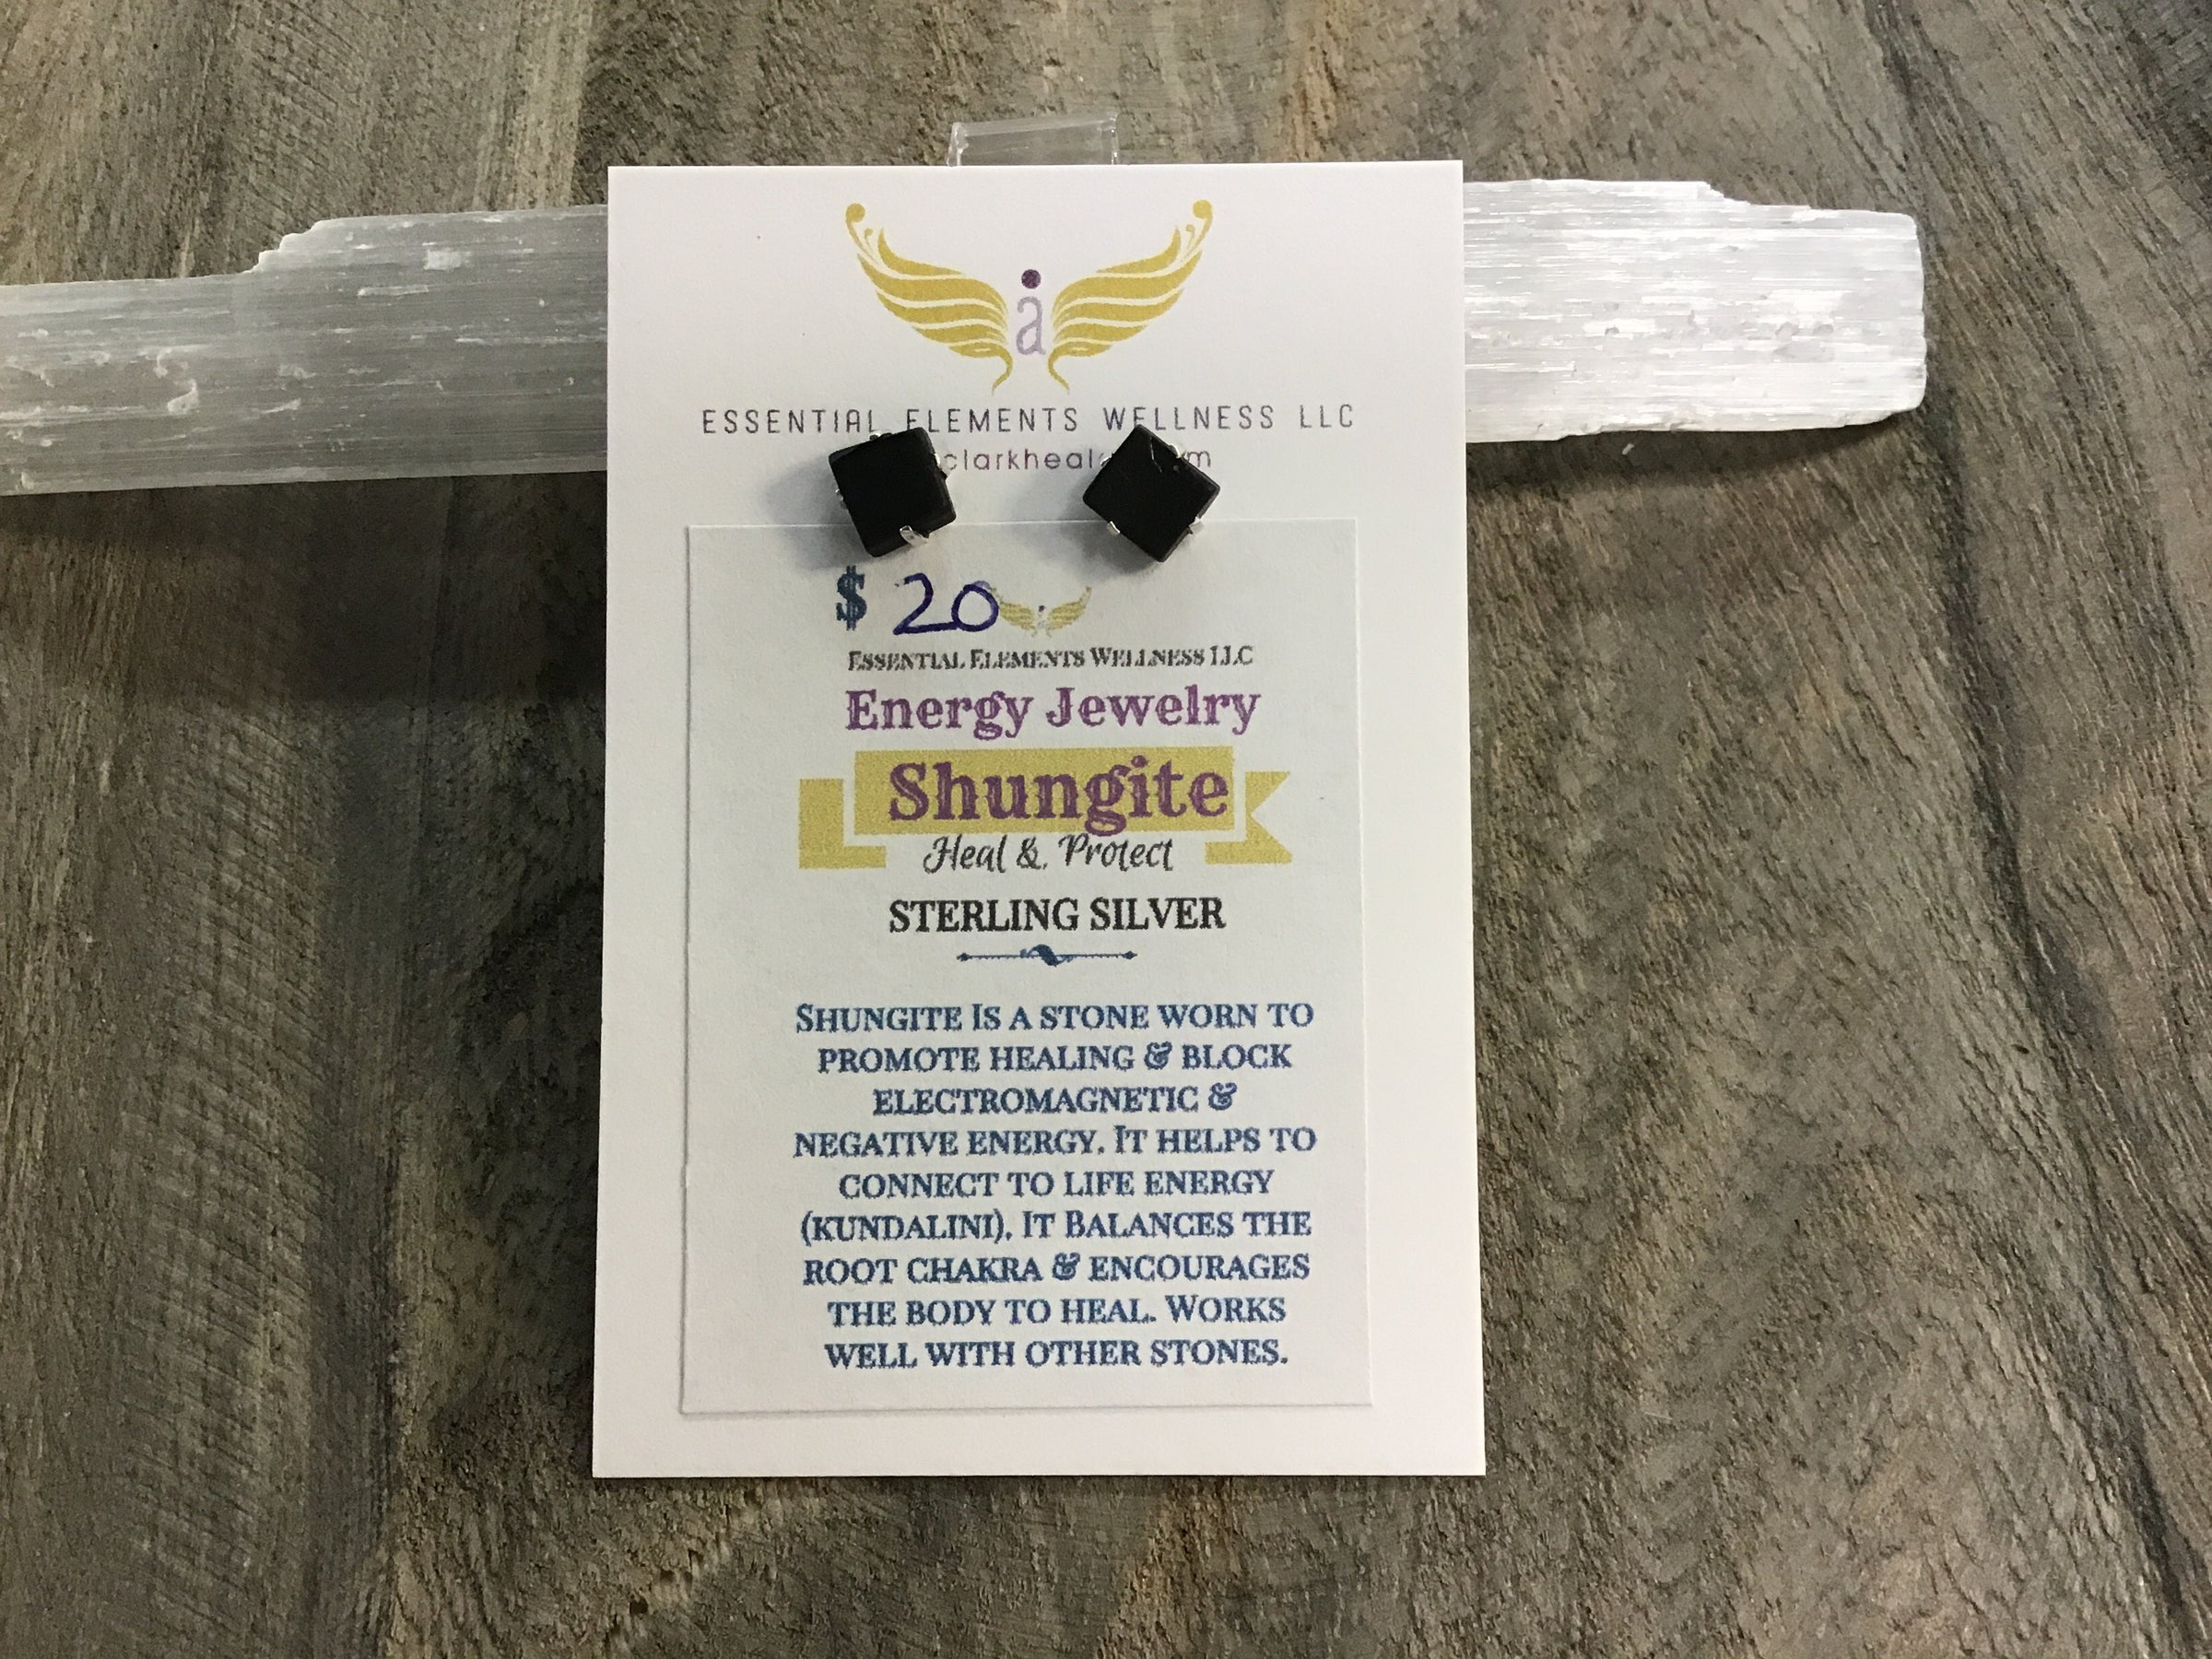 a
ESSENTIAL ELEMENTS WELLNESS LLC
$ 20
ESSENTIAL ELEMENTS WELLNESS LLC
Energy Jewelry
Shungite
Heal & Protect
STERLING SILVER
SHUNGITE IS A STONE WORN TO
PROMOTE HEALING & BLOCK
ELECTROMAGNETIC &
NEGATIVE ENERGY. IT HELPS TO
CONNECT TO LIFE ENERGY
(KUNDALINI). IT BALANCES THE
ROOT CHAKRA & ENCOURAGES
THE BODY TO HEAL. WORKS
WELL WITH OTHER STONES.